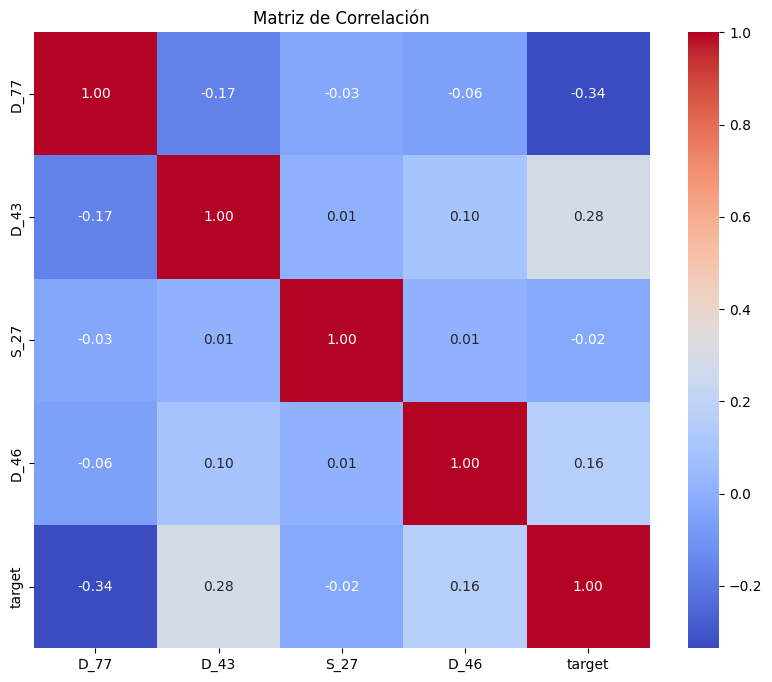 Matriz de Correlación
D_77 1.00 -0.17 -0.03 -0.06 -0.34
D_43 -0.17 1.00 0.01 0.10 0.28
S_27 -0.03 0.01 1.00 0.01 -0.02
D_46 -0.06 0.10 0.01 1.00 0.16
target -0.34 0.28 -0.02 0.16 1.00
D_77 D_43 S_27 D_46 target
1.0
0.8
0.6
0.4
0.2
0.0
−0.2